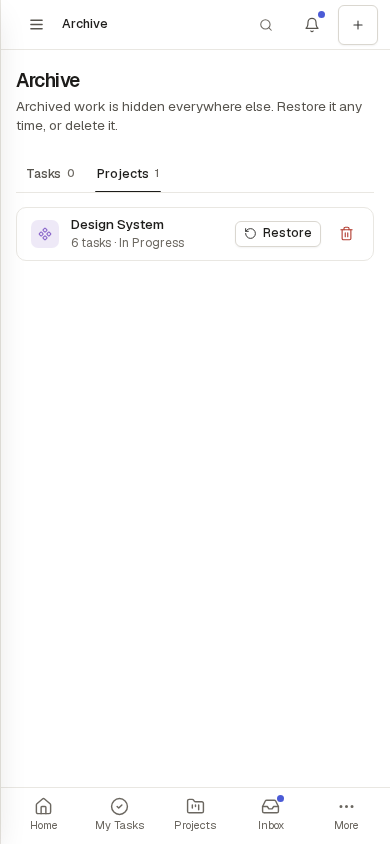 Archive
Archive
Archived work is hidden everywhere else. Restore it any
time, or delete it.
Tasks 0 Projects 1
Design System
6 tasks · In Progress
Restore
Home My Tasks Projects Inbox More